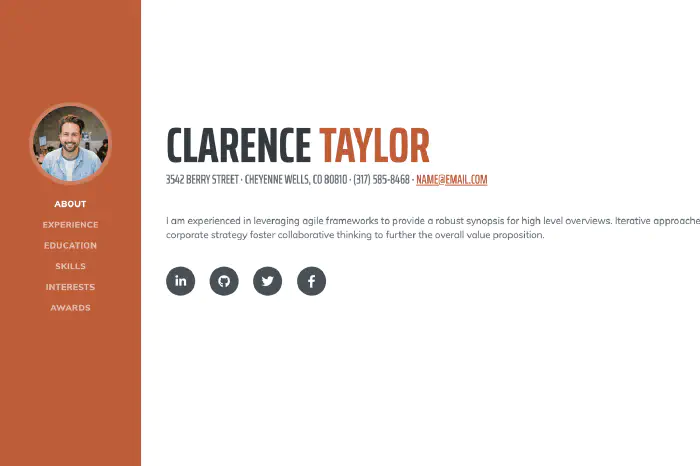 ABOUT
EXPERIENCE
EDUCATION
SKILLS
INTERESTS
AWARDS
CLARENCE TAYLOR
3542 BERRY STREET · CHEYENNE WELLS, CO 80810 · (317) 585-8468 · NAME@EMAIL.COM
I am experienced in leveraging agile frameworks to provide a robust synopsis for high level overviews. Iterative approache
corporate strategy foster collaborative thinking to further the overall value proposition.
in